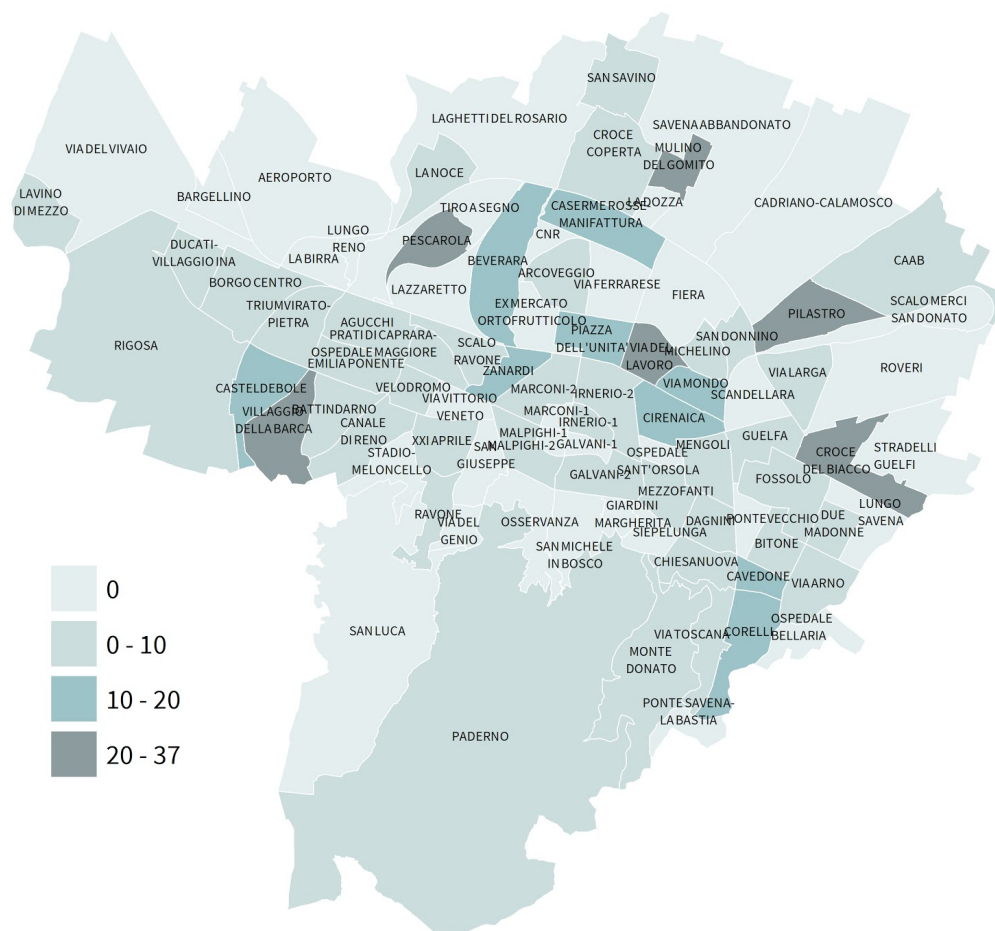 SAN SAVINO
LAGHETTI DEL ROSARIO
SAVENA ABBANDONATO
CROCE
COPERTA
MULINO
DEL GOMITO
VIA DEL VIVAIO
LA NOCE
AEROPORTO
BARGELLINO
LAVINO
DI MEZZO
TIRO A SEGNO
CASERME ROSSE-
MANIFATTURA
LA DOZZA
CADRIANO-CALAMOSCO
LUNGO
RENO
PESCAROLA
CNR
DUCATI-
VILLAGGIO INA
LA BIRRA
BEVERARA
CAAB
ARCOVEGGIO
BORGO CENTRO
LAZZARETTO
VIA FERRARESE
FIERA
TRIUMVIRATO-
PIETRA
EX MERCATO
ORTOFRUTTICOLO
PILASTRO
SCALO MERCI
SAN DONATO
AGUCCHI
PRATI DI CAPRARA-
OSPEDALE MAGGIORE
PIAZZA
DELL'UNITA'
SAN DONNINO
RIGOSA
SCALO
RAVONE
VIA DEL
LAVORO
MICHELINO
EMILIA PONENTE
ZANARDI
VIA LARGA
ROVERI
CASTELDEBOLE
VELODROMO
MARCONI-2
IRNERIO-2
VIA MONDO
SCANDELLARA
VIA VITTORIO
VENETO
VILLAGGIO
DELLA BARCA
BATTINDARNO
MARCONI-1
IRNERIO-1
CIRENAICA
CANALE
DI RENO
MALPIGHI-1
GUELFA
XXI APRILE
SAN
GIUSEPPE
MALPIGHI-2
GALVANI-1
MENGOLI
STADIO-
MELONCELLO
OSPEDALE
SANT'ORSOLA
CROCE
DEL BIACCO
STRADELLI
GUELFI
GALVANI-2
FOSSOLO
MEZZOFANTI
GIARDINI
MARGHERITA
LUNGO
SAVENA
RAVONE
VIA DEL
GENIO
OSSERVANZA
DAGNINI
PONTEVECCHIO
DUE
MADONNE
SIEPELUNGA
BITONE
SAN MICHELE
IN BOSCO
CHIESANUOVA
CAVEDONE
VIA ARNO
SAN LUCA
VIA TOSCANA
CORELLI
OSPEDALE
BELLARIA
MONTE
DONATO
PONTE SAVENA-
LA BASTIA
PADERNO
0
0 - 10
10 - 20
20 - 37